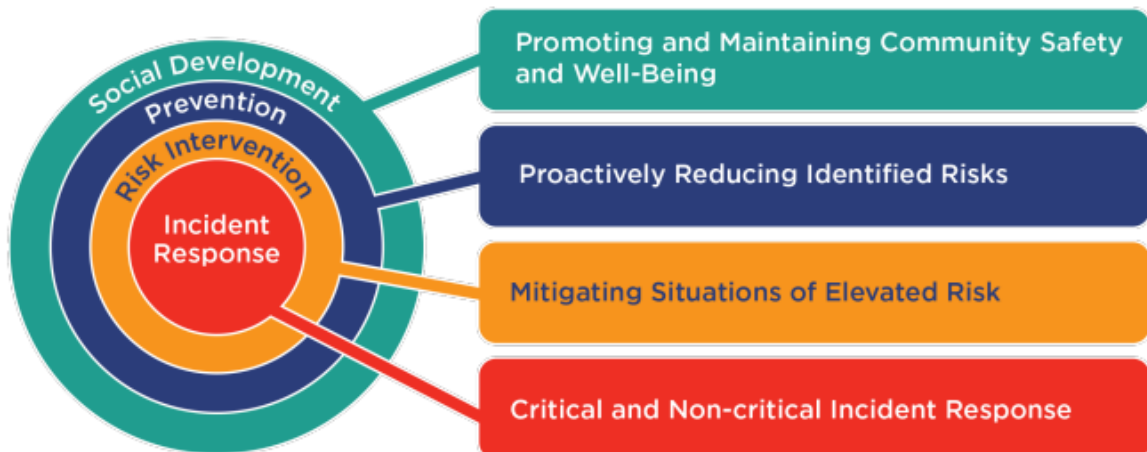 Social Development
Prevention
Risk Intervention
Incident
Response
Promoting and Maintaining Community Safety
and Well-Being
Proactively Reducing Identified Risks
Mitigating Situations of Elevated Risk
Critical and Non-critical Incident Response